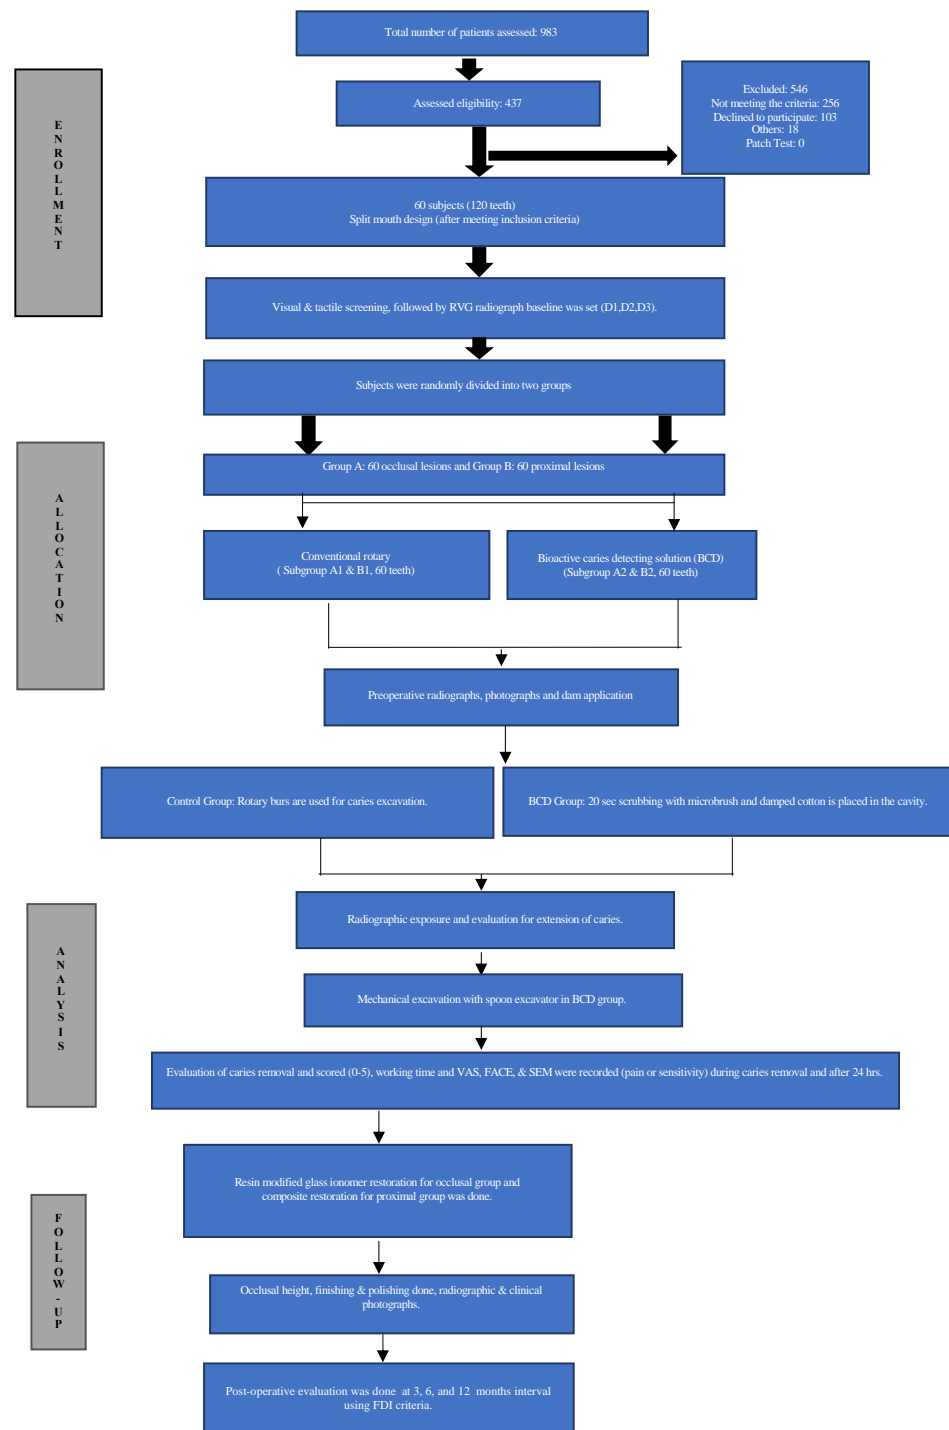 Total number of patients assessed: 983
ENROLLMENT
Assessed eligibility: 437
Excluded: 546
Not meeting the criteria: 256
Declined to participate: 103
Others: 18
Patch Test: 0
60 subjects (120 teeth)
Split mouth design (after meeting inclusion criteria)
Visual & tactile screening, followed by RVG radiograph baseline was set (D1,D2,D3).
Subjects were randomly divided into two groups
ALLOCATION
Group A: 60 occlusal lesions and Group B: 60 proximal lesions
Conventional rotary
( Subgroup A1 & B1, 60 teeth)
Bioactive caries detecting solution (BCD)
(Subgroup A2 & B2, 60 teeth)
Preoperative radiographs, photographs and dam application
Control Group: Rotary burs are used for caries excavation.
BCD Group: 20 sec scrubbing with microbrush and damped cotton is placed in the cavity.
ANALYSIS
Radiographic exposure and evaluation for extension of caries.
Mechanical excavation with spoon excavator in BCD group.
Evaluation of caries removal and scored (0-5), working time and VAS, FACE, & SEM were recorded (pain or sensitivity) during caries removal and after 24 hrs.
Resin modified glass ionomer restoration for occlusal group and
composite restoration for proximal group was done.
FOLLOW-UP
Occlusal height, finishing & polishing done, radiographic & clinical
photographs.
Post-operative evaluation was done at 3, 6, and 12 months interval
using FDI criteria.